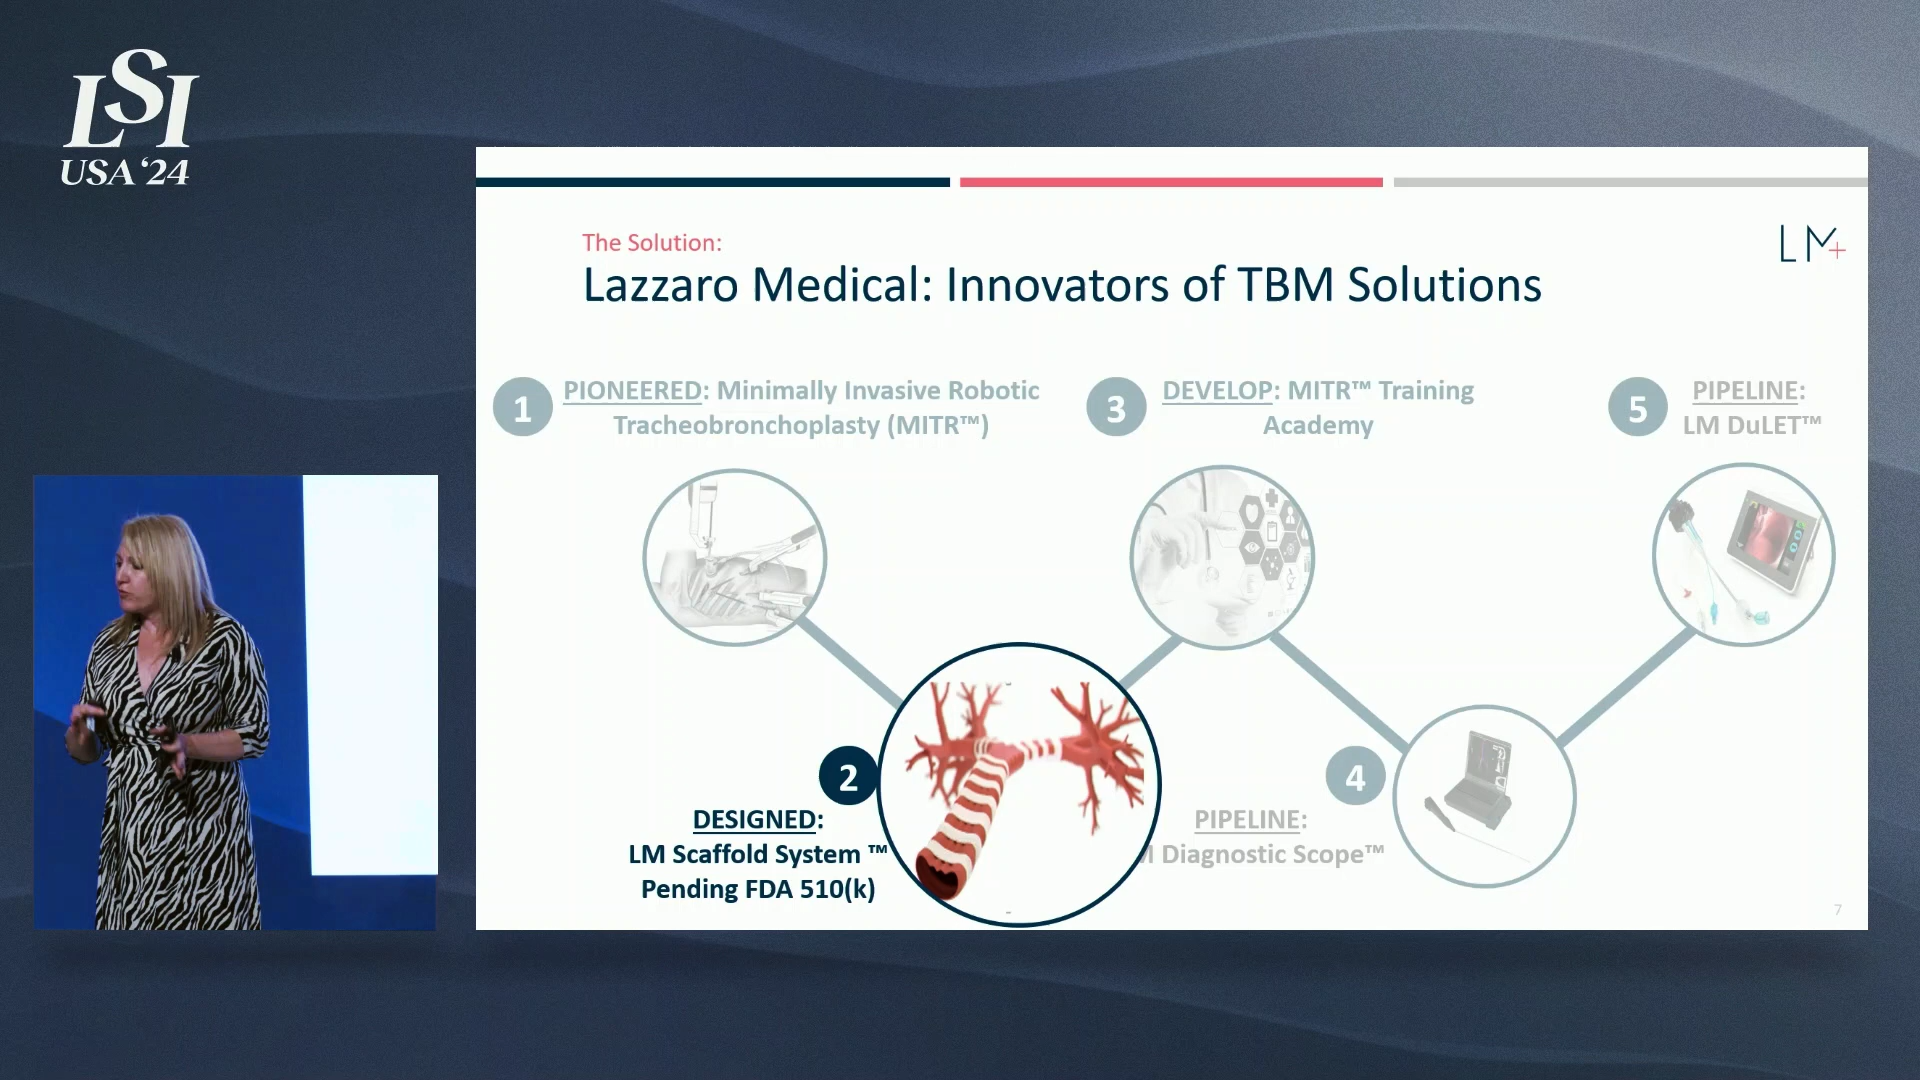 LSI
USA '24
The Solution:
LM+
Lazzaro Medical: Innovators of TBM Solutions
1
PIONEERED: Minimally Invasive Robotic
Tracheobronchoplasty (MITR™)
3
DEVELOP: MITR™ Training
Academy
5
PIPELINE:
LM DuLET™
2
DESIGNED:
LM Scaffold System ™
Pending FDA 510(k)
4
PIPELINE:
M Diagnostic Scope™
7